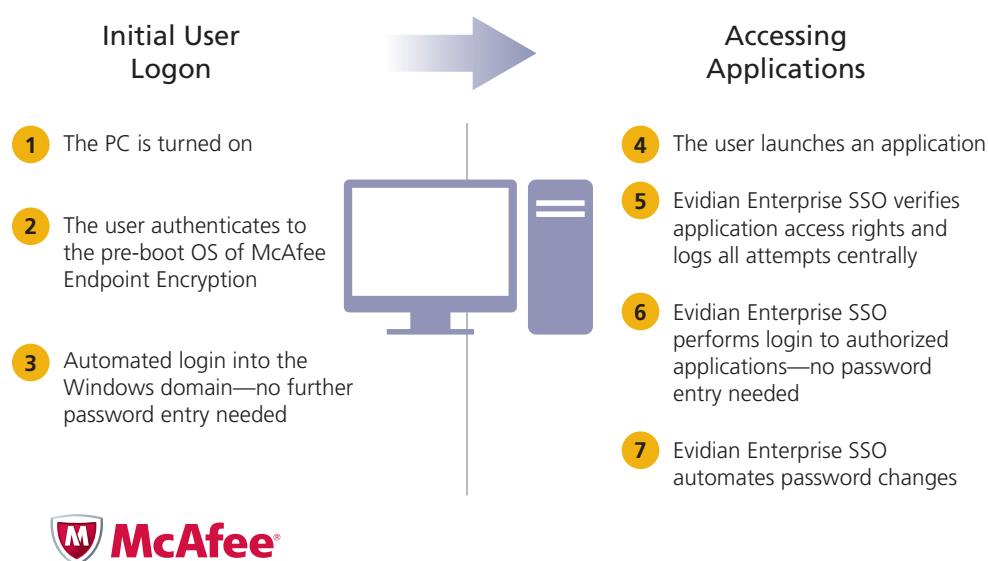 Initial User
Logon
Accessing
Applications
1 The PC is turned on
2 The user authenticates to
the pre-boot OS of McAfee
Endpoint Encryption
3 Automated login into the
Windows domain—no further
password entry needed
4 The user launches an application
5 Evidian Enterprise SSO verifies
application access rights and
logs all attempts centrally
6 Evidian Enterprise SSO
performs login to authorized
applications—no password
entry needed
7 Evidian Enterprise SSO
automates password changes
M McAfee®